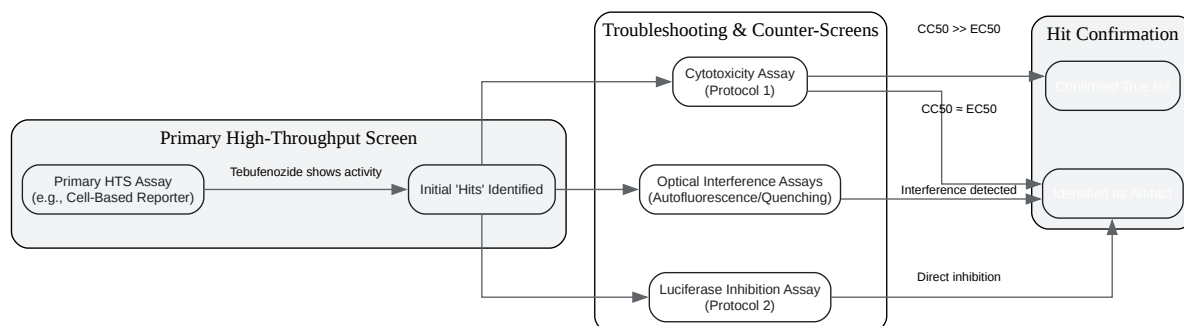 Primary High-Throughput Screen
Primary HTS Assay
(e.g., Cell-Based Reporter)
Tebufenozide shows activity
Initial 'Hits' Identified
Troubleshooting & Counter-Screens
Cytotoxicity Assay
(Protocol 1)
Optical Interference Assays
(Autofluorescence/Quenching)
Luciferase Inhibition Assay
(Protocol 2)
CC50 >> EC50
CC50 ≈ EC50
Interference detected
Direct inhibition
Hit Confirmation
Confirmed True Hit
Identified as Artifact